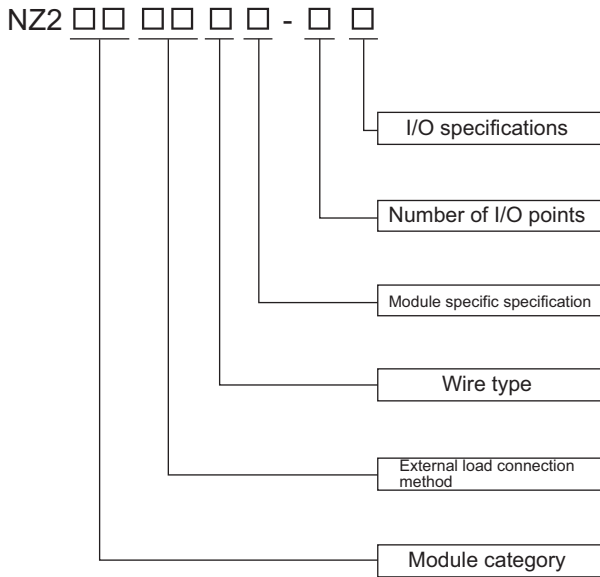 NZ2 □□ □□ □ □ - □ □
I/O specifications
Number of I/O points
Module specific specification
Wire type
External load connection
method
Module category